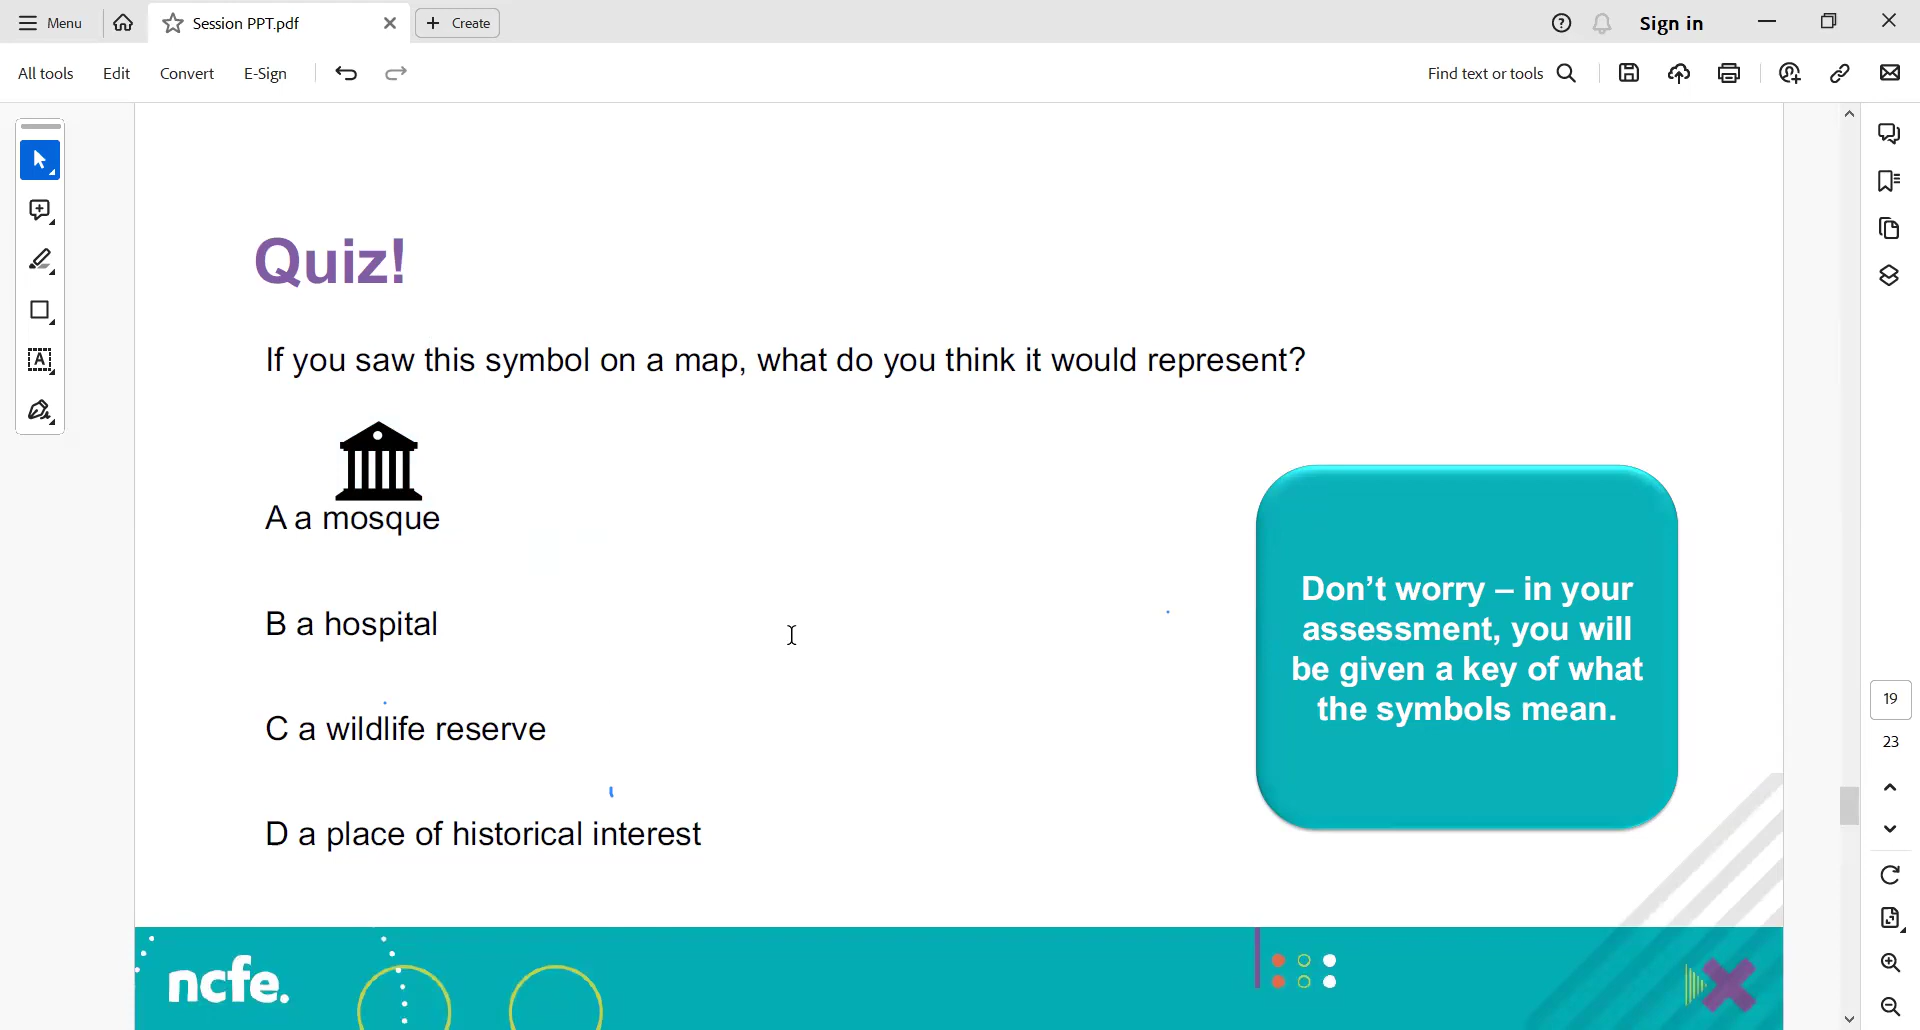 Menu
Session PPT.pdf
Create
Sign in
All tools
Edit
Convert
E-Sign
Find text or tools
Quiz!
If you saw this symbol on a map, what do you think it would represent?
A a mosque
B a hospital
C a wildlife reserve
D a place of historical interest
Don’t worry – in your
assessment, you will
be given a key of what
the symbols mean.
19
23
ncfe.